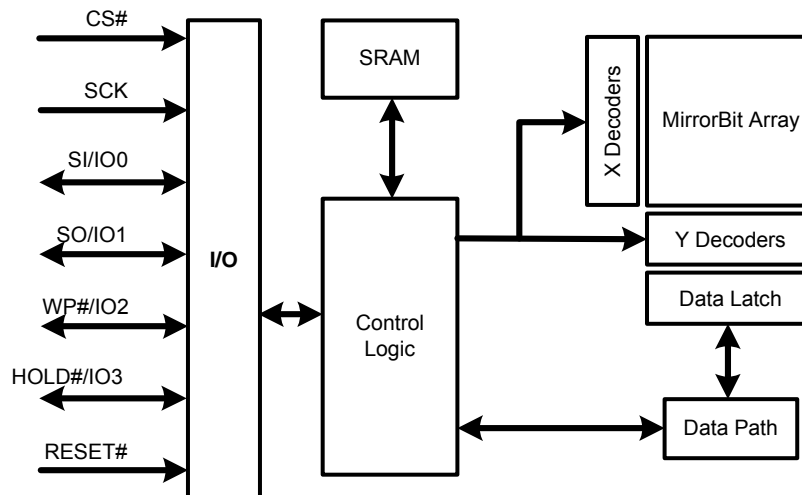 CS#
SCK
SI/IO0
SO/IO1
WP#/IO2
HOLD#/IO3
RESET#
I/O
SRAM
Control
Logic
X Decoders
MirrorBit Array
Y Decoders
Data Latch
Data Path